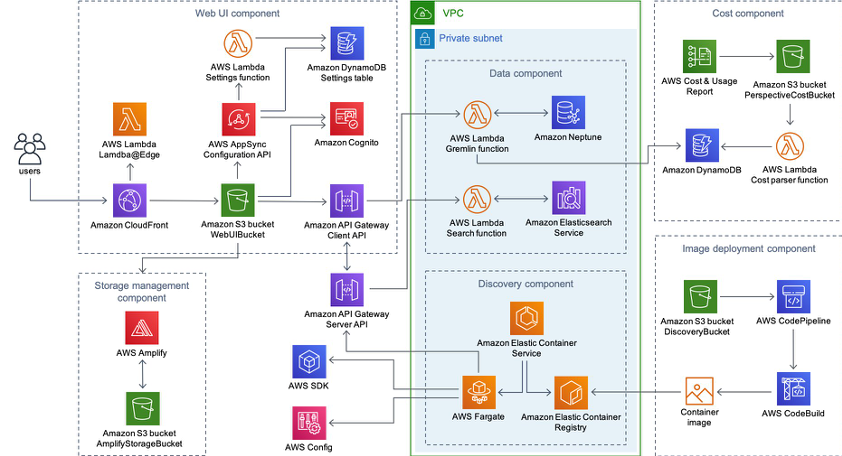 Web UI component
AWS Lambda
Settings function
Amazon DynamoDB
Settings table
AWS Lambda
Lamdba@Edge
AWS AppSync
Configuration API
Amazon Cognito
users
Amazon CloudFront
Amazon S3 bucket
WebUIBucket
Amazon API Gateway
Client API
Storage management
component
AWS Amplify
Amazon S3 bucket
AmplifyStorageBucket
Amazon API Gateway
Server API
AWS SDK
AWS Config
VPC
Private subnet
Data component
AWS Lambda
Gremlin function
Amazon Neptune
AWS Lambda
Search function
Amazon Elasticsearch
Service
Discovery component
Amazon Elastic Container
Service
AWS Fargate
Amazon Elastic Container
Registry
Cost component
AWS Cost & Usage
Report
Amazon S3 bucket
PerspectiveCostBucket
Amazon DynamoDB
AWS Lambda
Cost parser function
Image deployment component
Amazon S3 bucket
DiscoveryBucket
AWS CodePipeline
Container
image
AWS CodeBuild